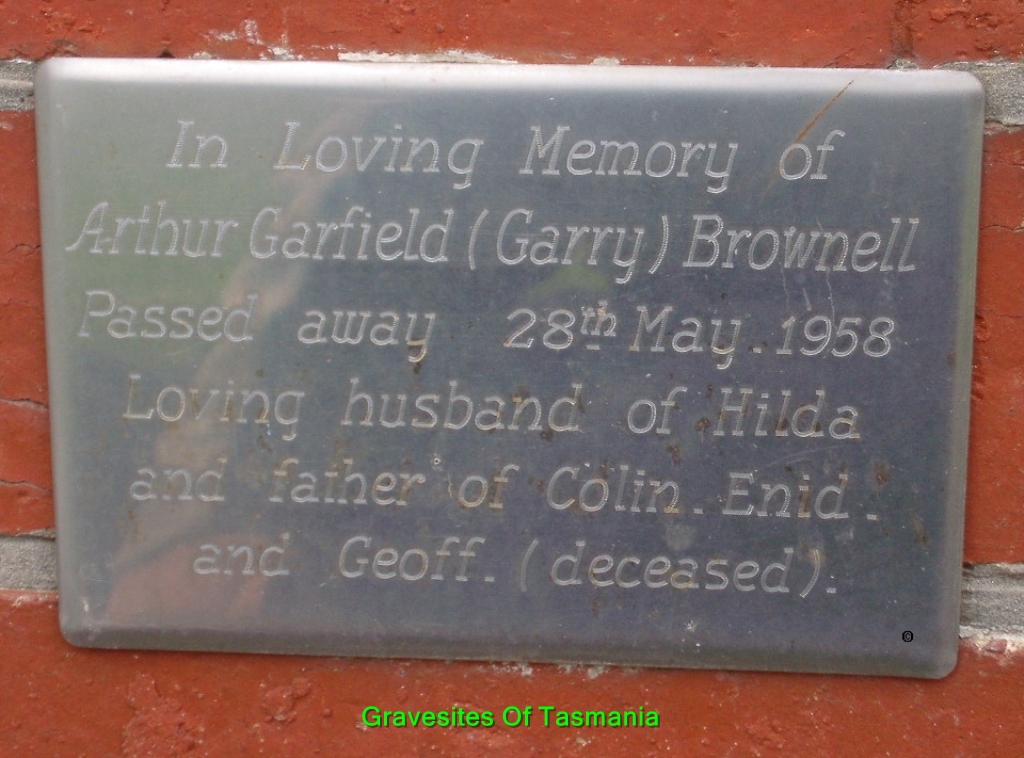 In Loving Memory of
Arthur Garfield (Garry) Brownell
Passed away 28th May. 1958
Loving husband of Hilda
and father of Colin. Enid.
and Geoff. (deceased).
©
Gravesites Of Tasmania